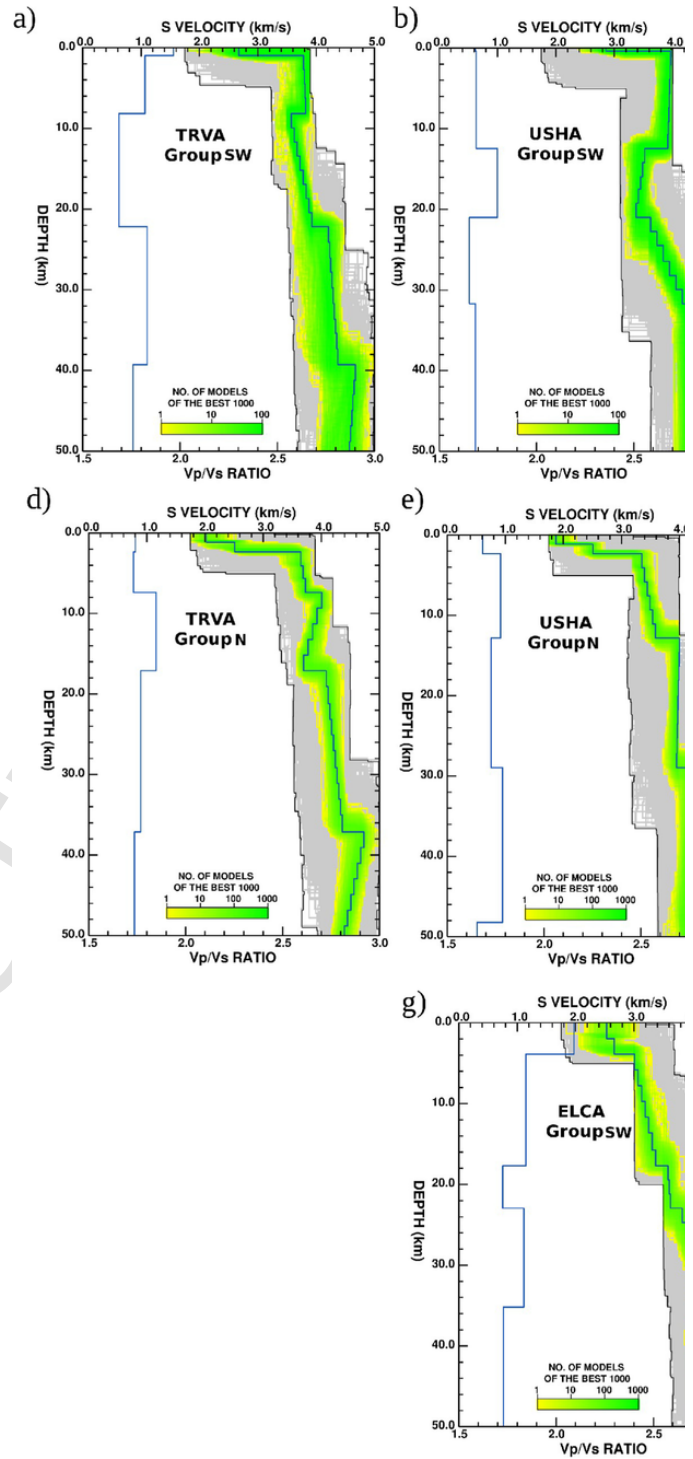 a)
S VELOCITY (km/s)
0.0 1.0 2.0 3.0 4.0 5.0
0.0
10.0
20.0
30.0
40.0
50.0
DEPTH (km)
TRVA
Group SW
NO. OF MODELS
OF THE BEST 1000
1 10 100
1.5 2.0 2.5 3.0
Vp/Vs RATIO
b)
S VELOCITY (km/s)
0.0 1.0 2.0 3.0 4.0
0.0
10.0
20.0
30.0
40.0
50.0
DEPTH (km)
USHA
Group SW
NO. OF MODELS
OF THE BEST 1000
1 10 100
1.5 2.0 2.5
Vp/Vs RATIO
d)
S VELOCITY (km/s)
0.0 1.0 2.0 3.0 4.0 5.0
0.0
10.0
20.0
30.0
40.0
50.0
DEPTH (km)
TRVA
Group N
NO. OF MODELS
OF THE BEST 1000
1 10 100 1000
1.5 2.0 2.5 3.0
Vp/Vs RATIO
e)
S VELOCITY (km/s)
0.0 1.0 2.0 3.0
0.0
10.0
20.0
30.0
40.0
50.0
DEPTH (km)
USHA
Group N
NO. OF MODELS
OF THE BEST 1000
1 10 100 1000
1.5 2.0 2.5
Vp/Vs RATIO
g)
S VELOCITY (km/s)
0.0 1.0 2.0 3.0
0.0
10.0
20.0
30.0
40.0
50.0
DEPTH (km)
ELCA
Group SW
NO. OF MODELS
OF THE BEST 1000
1 10 100 1000
1.5 2.0 2.5
Vp/Vs RATIO